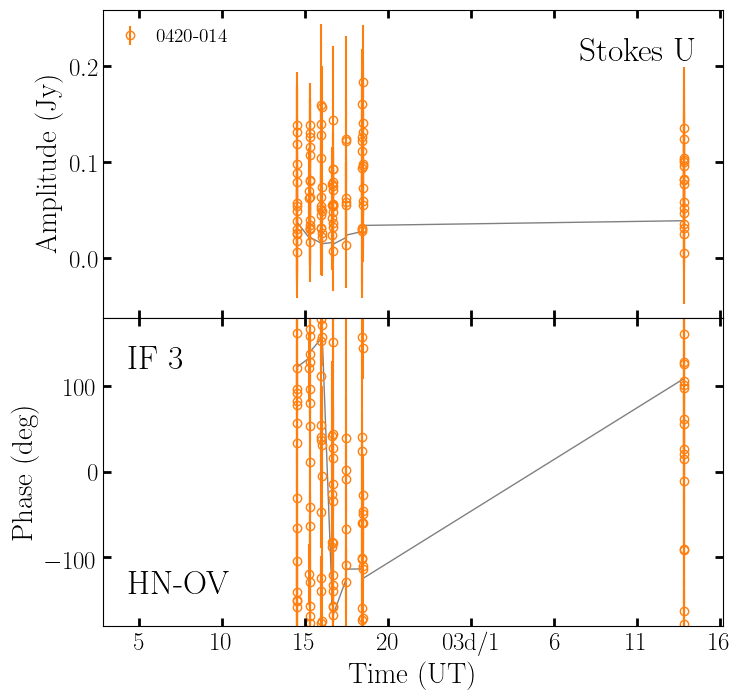 0420-014
Stokes U
Amplitude (Jy)
0.2
0.1
0.0
IF 3
HN-OV
Phase (deg)
100
0
−100
5 10 15 20 03d/1 6 11 16
Time (UT)